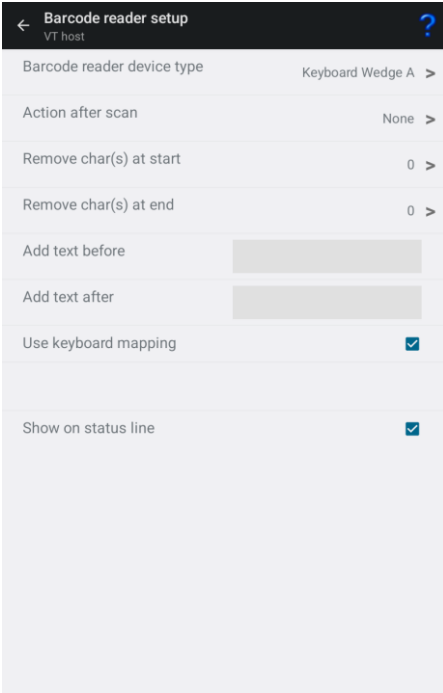 Barcode reader setup
VT host
?
Barcode reader device type
Keyboard Wedge A >
Action after scan
None >
Remove char(s) at start
0 >
Remove char(s) at end
0 >
Add text before
Add text after
Use keyboard mapping
Show on status line